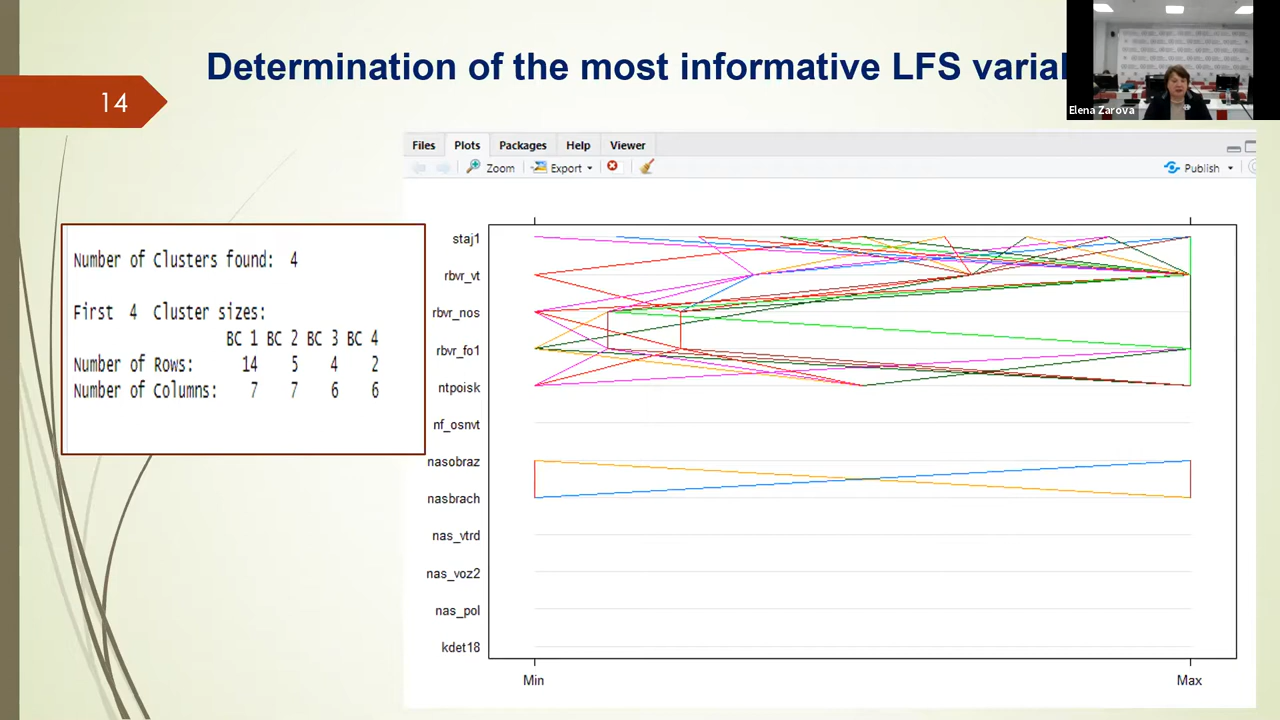 Determination of the most informative LFS varia
14
Elena Zarova
Files Plots Packages Help Viewer
Zoom Export Publish
Number of Clusters found: 4
First 4 Cluster sizes:
BC 1 BC 2 BC 3 BC 4
Number of Rows: 14 5 4 2
Number of Columns: 7 7 6 6
staj1
rbvr_vt
rbvr_nos
rbvr_fo1
ntpoisk
nf_osnvt
nasobraz
nasbrach
nas_vtrd
nas_voz2
nas_pol
kdet18
Min Max